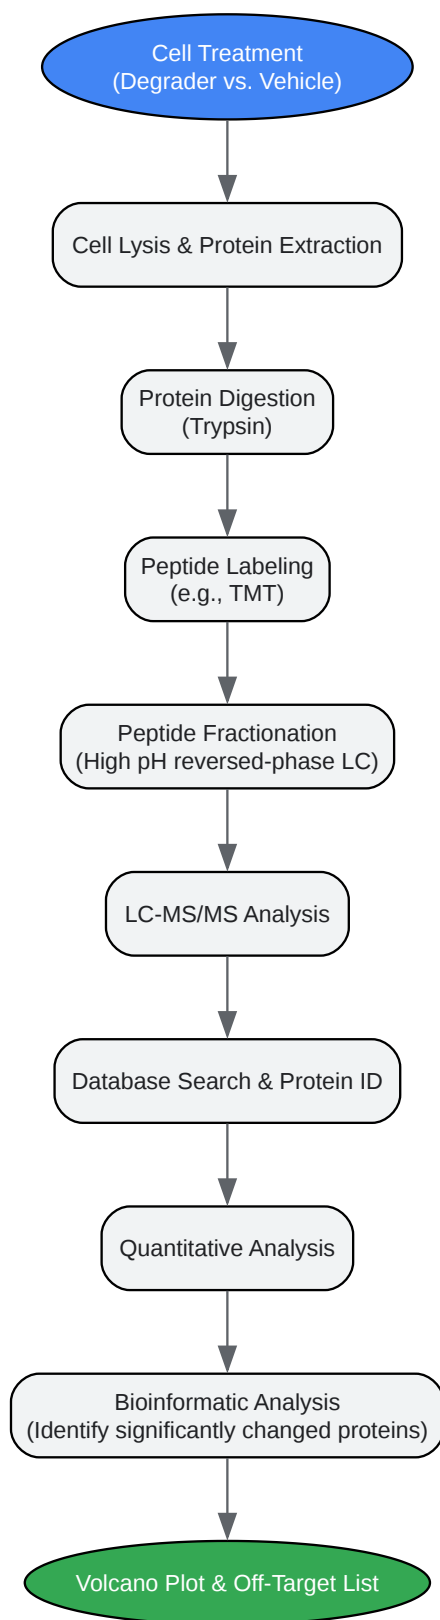 Cell Treatment
(Degrader vs. Vehicle)
Cell Lysis & Protein Extraction
Protein Digestion
(Trypsin)
Peptide Labeling
(e.g., TMT)
Peptide Fractionation
(High pH reversed-phase LC)
LC-MS/MS Analysis
Database Search & Protein ID
Quantitative Analysis
Bioinformatic Analysis
(Identify significantly changed proteins)
Volcano Plot & Off-Target List